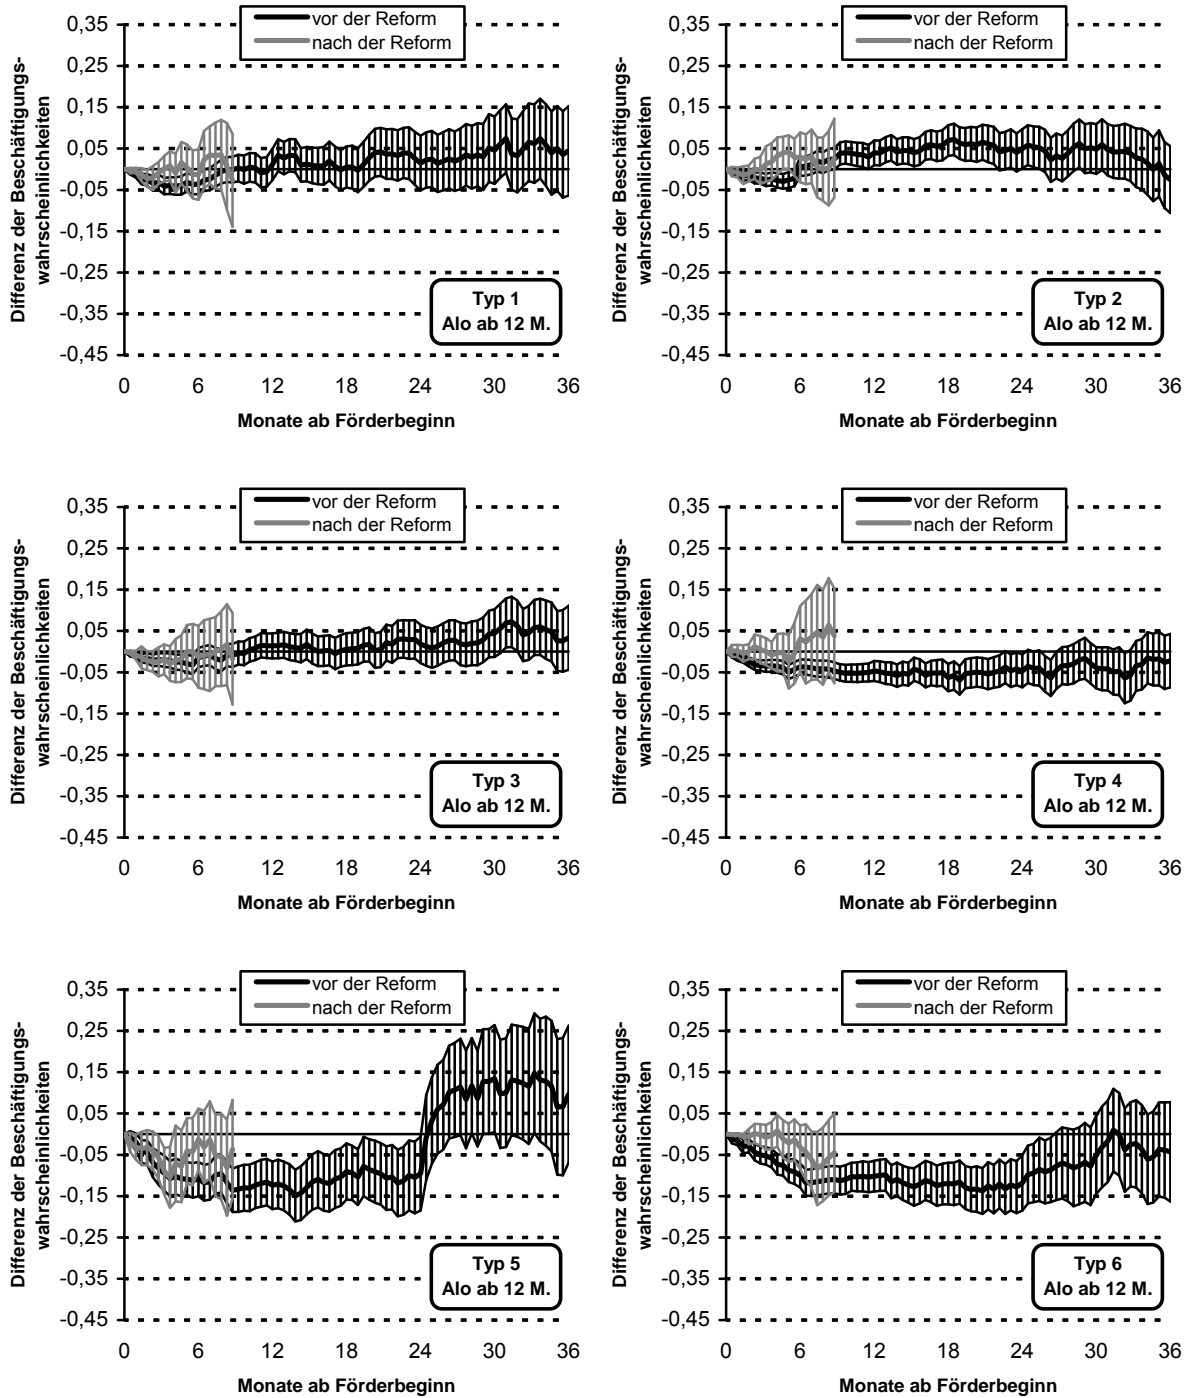 vor der Reform
nach der Reform
Differenz der Beschäftigungs-
wahrscheinlichkeiten
0,35
0,25
0,15
0,05
-0,05
-0,15
-0,25
-0,35
-0,45
Typ 1
Alo ab 12 M.
0 6 12 18 24 30 36
Monate ab Förderbeginn
vor der Reform
nach der Reform
Differenz der Beschäftigungs-
wahrscheinlichkeiten
0,35
0,25
0,15
0,05
-0,05
-0,15
-0,25
-0,35
-0,45
Typ 2
Alo ab 12 M.
0 6 12 18 24 30 36
Monate ab Förderbeginn
vor der Reform
nach der Reform
Differenz der Beschäftigungs-
wahrscheinlichkeiten
0,35
0,25
0,15
0,05
-0,05
-0,15
-0,25
-0,35
-0,45
Typ 3
Alo ab 12 M.
0 6 12 18 24 30 36
Monate ab Förderbeginn
vor der Reform
nach der Reform
Differenz der Beschäftigungs-
wahrscheinlichkeiten
0,35
0,25
0,15
0,05
-0,05
-0,15
-0,25
-0,35
-0,45
Typ 4
Alo ab 12 M.
0 6 12 18 24 30 36
Monate ab Förderbeginn
vor der Reform
nach der Reform
Differenz der Beschäftigungs-
wahrscheinlichkeiten
0,35
0,25
0,15
0,05
-0,05
-0,15
-0,25
-0,35
-0,45
Typ 5
Alo ab 12 M.
0 6 12 18 24 30 36
Monate ab Förderbeginn
vor der Reform
nach der Reform
Differenz der Beschäftigungs-
wahrscheinlichkeiten
0,35
0,25
0,15
0,05
-0,05
-0,15
-0,25
-0,35
-0,45
Typ 6
Alo ab 12 M.
0 6 12 18 24 30 36
Monate ab Förderbeginn